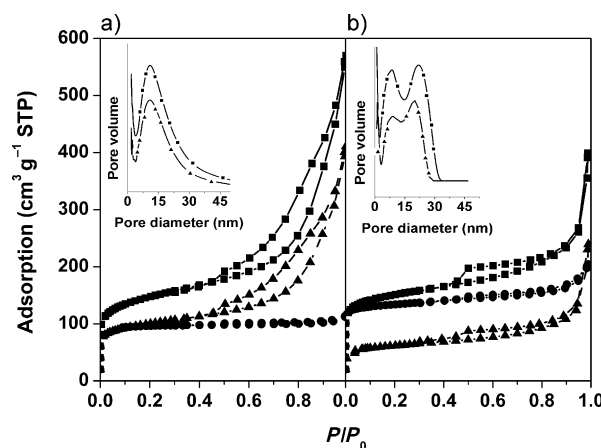 a)
b)
600
500
400
300
200
100
0
Adsorption (cm³ g⁻¹ STP)
Pore volume
0 15 30 45
Pore diameter (nm)
Pore volume
0 15 30 45
Pore diameter (nm)
0.0 0.2 0.4 0.6 0.8 0.0 0.2 0.4 0.6 0.8 1.0
P/P₀